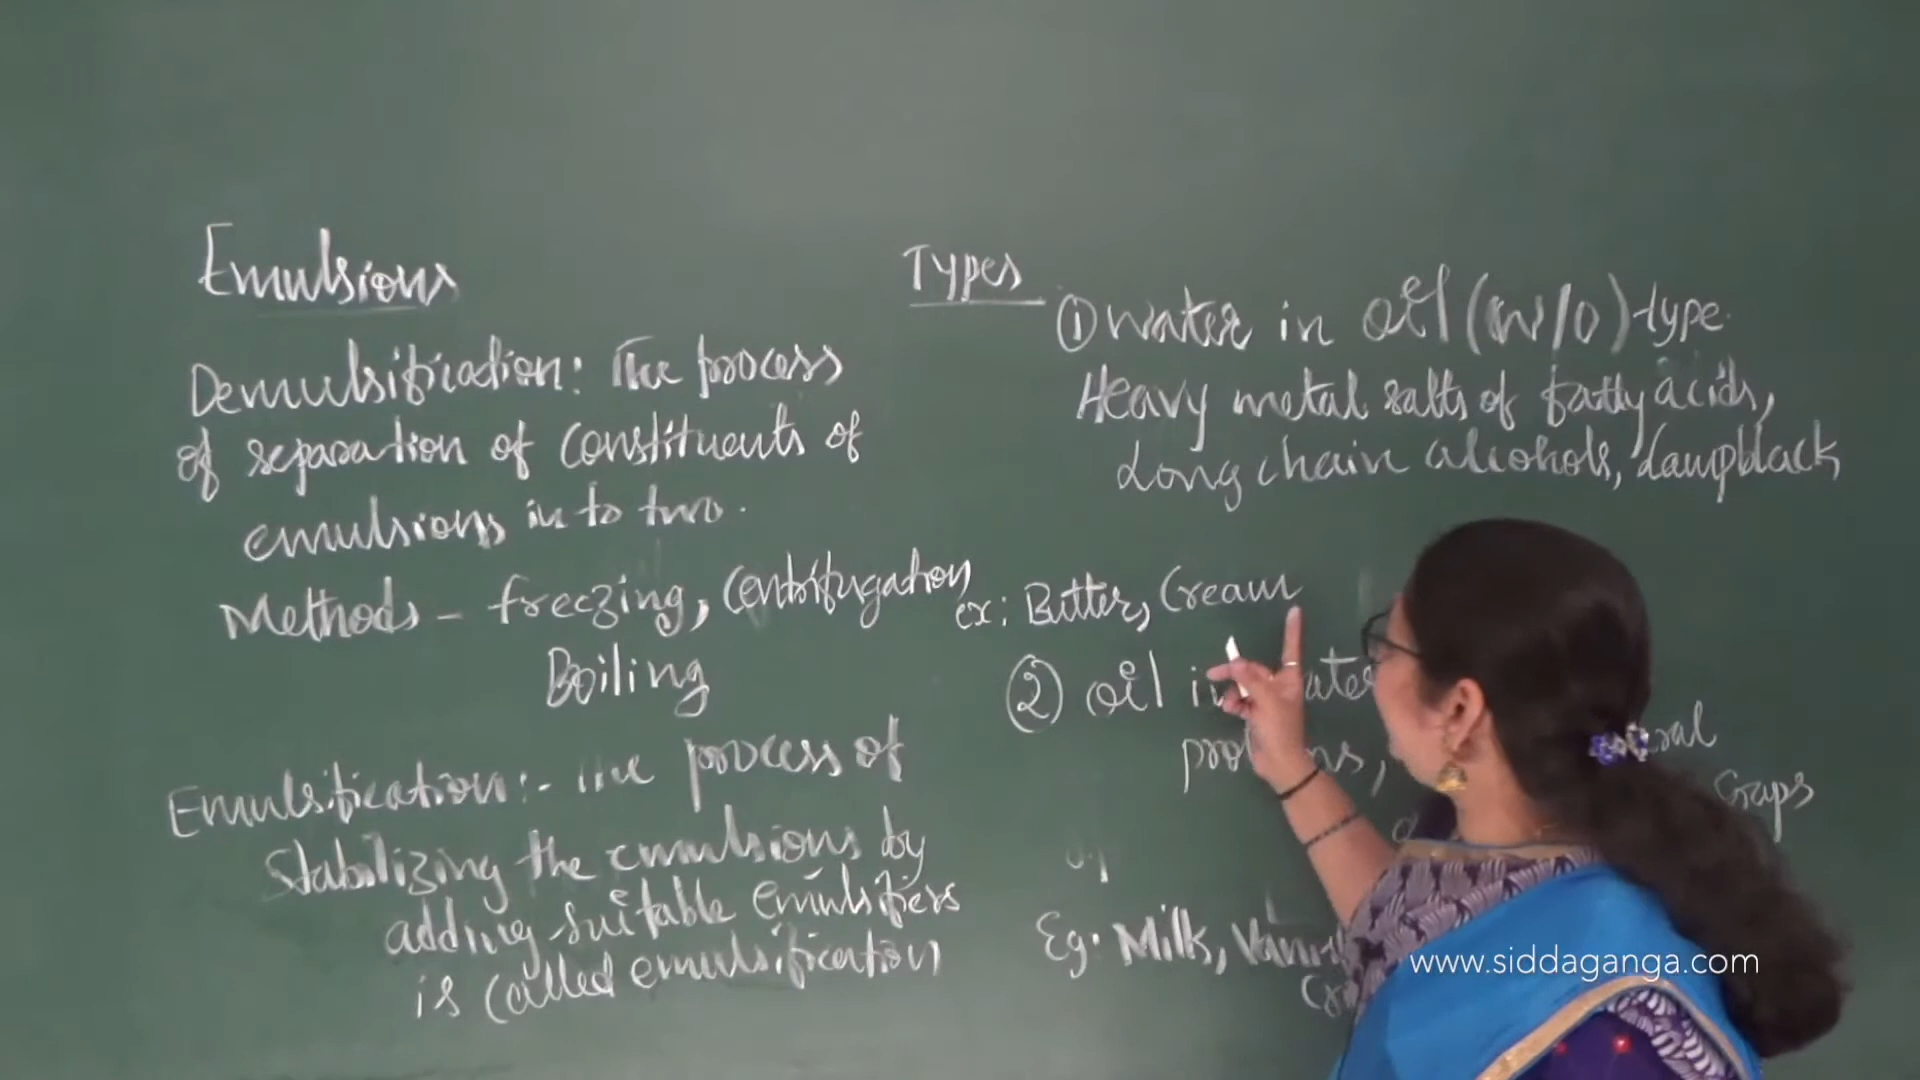 Emulsions
Demulsification: The process
of separation of constituents of
emulsions in to two.
Methods - freezing, Centrifugation
Boiling
Emulsification:- The process of
Stabilizing the emulsions by
adding suitable emulsifiers
is called emulsification
Types
① Water in oil (W/O)-type.
Heavy metal salts of fatty acids,
Long chain alcohols, Lampblack
ex: Butter, Cream
② oil in
Eg: Milk,
www.siddaganga.com